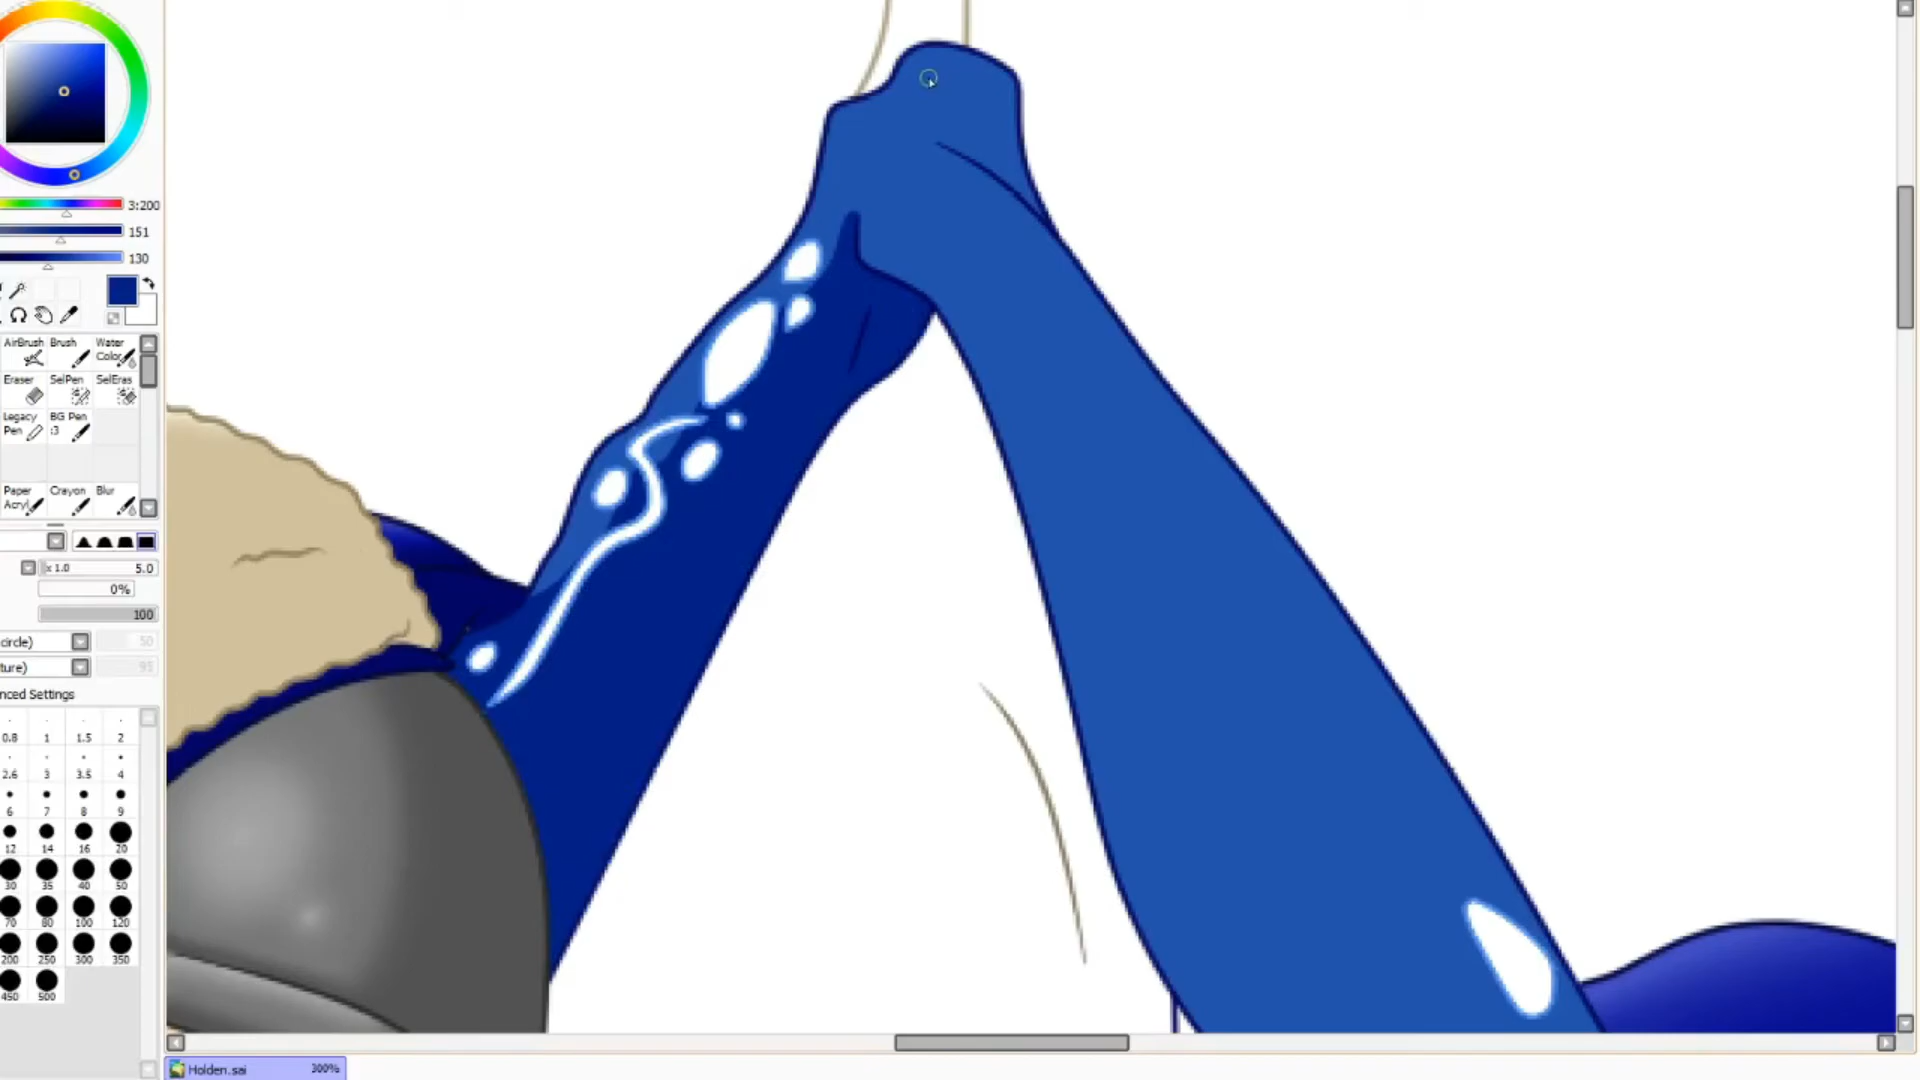 3:200
151
130
AirBrush Brush Water
Color
Eraser SelPen SelEras
Legacy BG Pen
Pen :3
Paper Crayon Blur
Acryl
x 1.0 5.0
0%
100
circle) 50
ture) 95
nced Settings
0.8 1 1.5 2
2.6 3 3.5 4
6 7 8 9
12 14 16 20
30 35 40 50
70 80 100 120
200 250 300 350
450 500
Holden.sai 300%